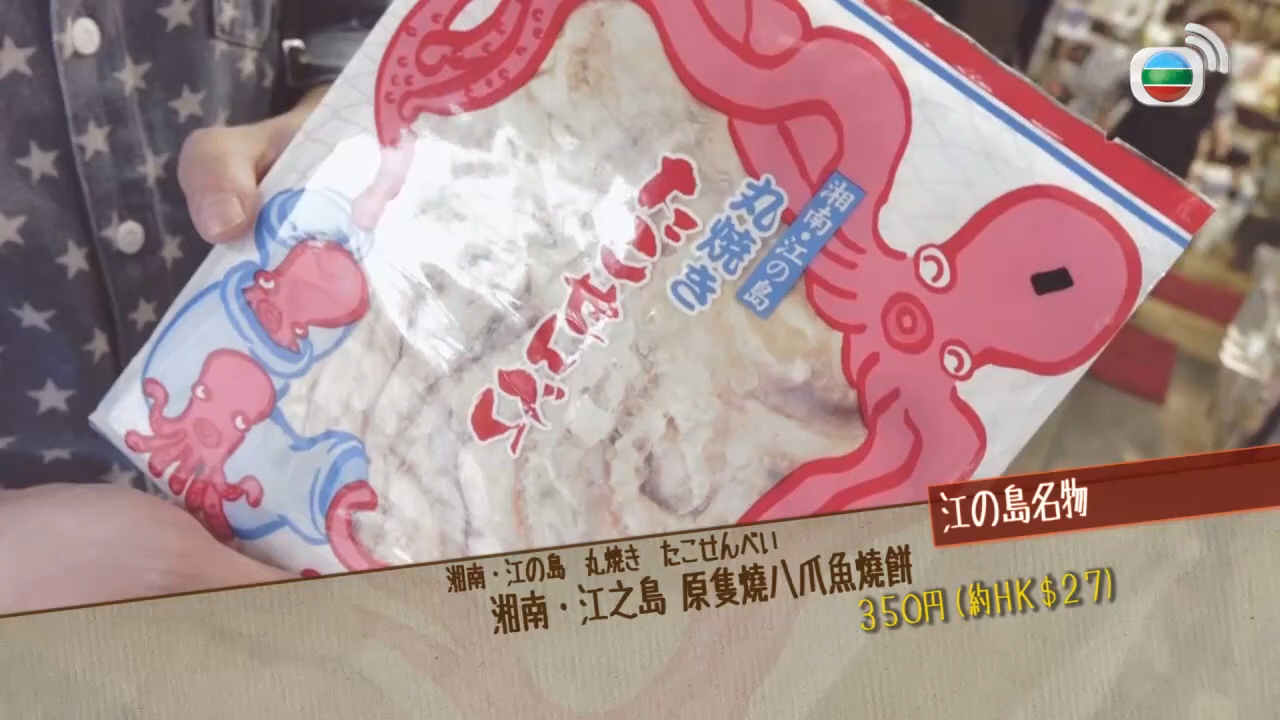 湘南・江の島
丸焼き
たこせんべい
江の島名物
湘南・江の島 丸焼き たこせんべい
湘南・江之島 原隻燒八爪魚燒餅
350円(約HK$27)